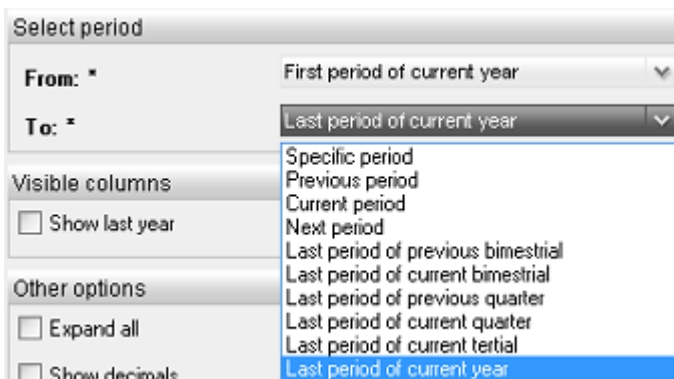 Select period
From: * First period of current year
To: * Last period of current year
Specific period
Previous period
Visible columns
Current period
Show last year
Next period
Last period of previous bimestrial
Last period of current bimestrial
Other options
Last period of previous quarter
Expand all
Last period of current quarter
Last period of current tertial
Show decimals
Last period of current year